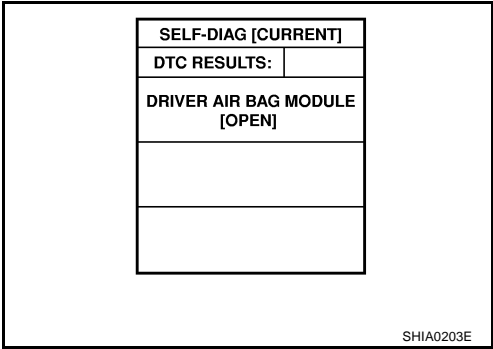 SELF-DIAG [CURRENT]
DTC RESULTS:
DRIVER AIR BAG MODULE
[OPEN]
SHIA0203E